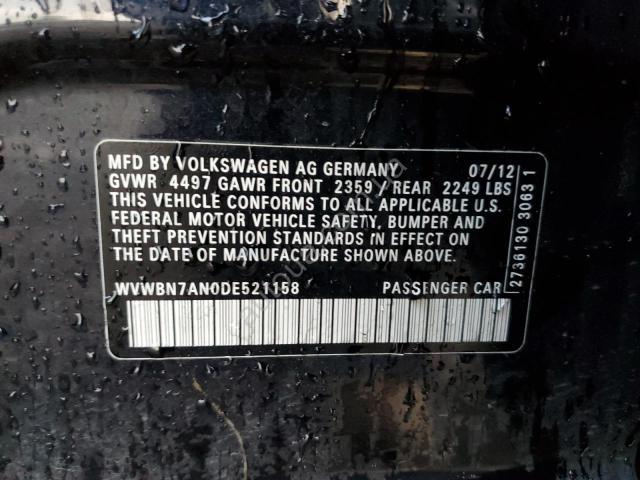 MFD BY VOLKSWAGEN AG GERMANY 07/12
GVWR 4497 GAWR FRONT 2359 / REAR 2249 LBS
THIS VEHICLE CONFORMS TO ALL APPLICABLE U.S.
FEDERAL MOTOR VEHICLE SAFETY, BUMPER AND
THEFT PREVENTION STANDARDS IN EFFECT ON
THE DATE OF MANUFACTURE SHOWN ABOVE.
WVWBN7AN0DE521158 PASSENGER CAR
2736130 3063 1